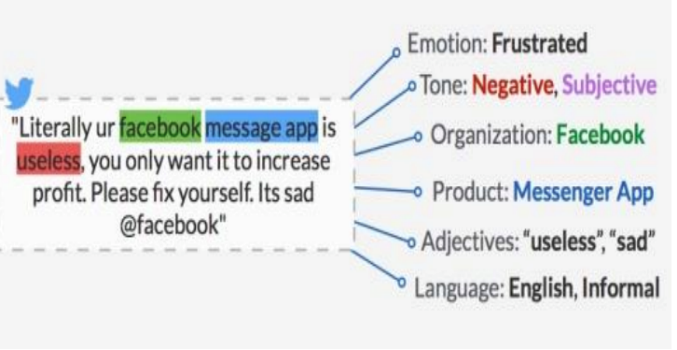 "Literally ur facebook message app is
useless, you only want it to increase
profit. Please fix yourself. Its sad
@facebook"
Emotion: Frustrated
Tone: Negative, Subjective
Organization: Facebook
Product: Messenger App
Adjectives: “useless”, “sad”
Language: English, Informal